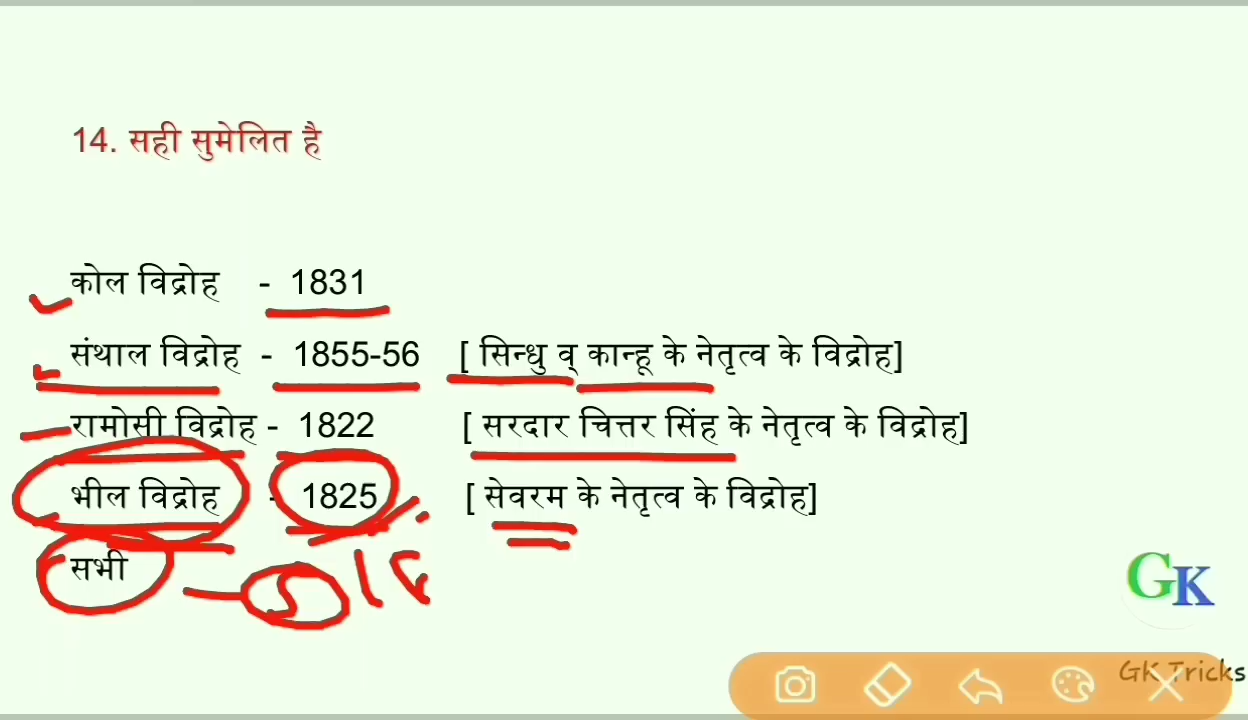 14. सही सुमेलित है
कोल विद्रोह - 1831
संथाल विद्रोह - 1855-56 [ सिन्धु व् कान्हू के नेतृत्व के विद्रोह]
रामोसी विद्रोह - 1822 [ सरदार चित्तर सिंह के नेतृत्व के विद्रोह]
भील विद्रोह - 1825 [ सेवरम के नेतृत्व के विद्रोह]
सभी
GK
GK Tricks